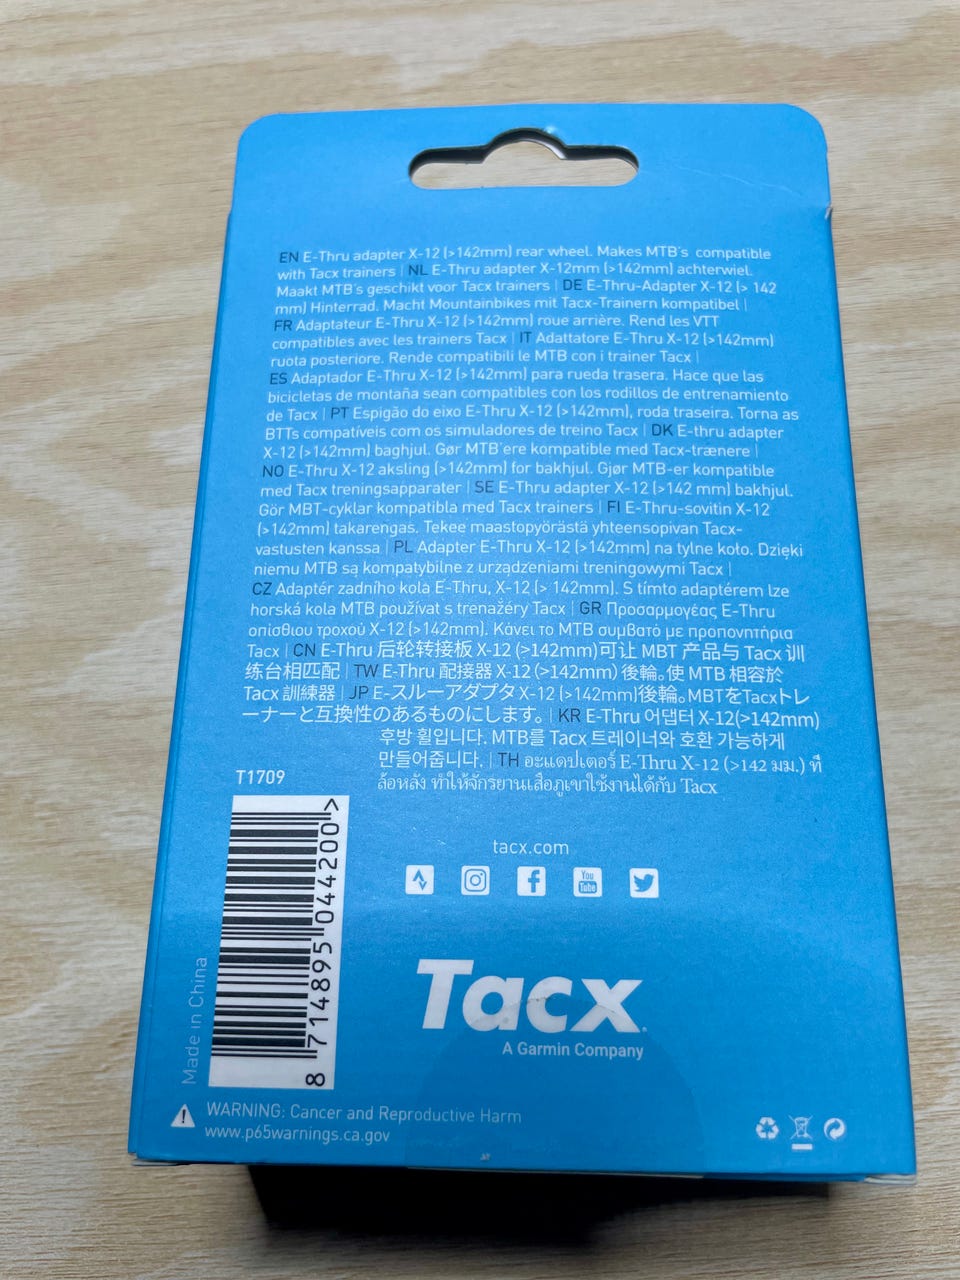 EN E-Thru adapter X-12 (>142mm) rear wheel. Makes MTB's compatible
with Tacx trainers | NL E-Thru adapter X-12mm (>142mm) achterwiel.
Maakt MTB's geschikt voor Tacx trainers | DE E-Thru-Adapter X-12 (> 142
mm) Hinterrad. Macht Mountainbikes mit Tacx-Trainern kompatibel |
FR Adaptateur E-Thru X-12 (>142mm) roue arrière. Rend les VTT
compatibles avec les trainers Tacx | IT Adattatore E-Thru X-12 (>142mm)
ruota posteriore. Rende compatibili le MTB con i trainer Tacx |
ES Adaptador E-Thru X-12 (>142mm) para rueda trasera. Hace que las
bicicletas de montaña sean compatibles con los rodillos de entrenamiento
de Tacx | PT Espigão do eixo E-Thru X-12 (>142mm), roda traseira. Torna as
BTTs compatíveis com os simuladores de treino Tacx | DK E-thru adapter
X-12 (>142mm) baghjul. Gør MTB'ere kompatible med Tacx-trænere |
NO E-Thru X-12 aksling (>142mm) for bakhjul. Gjør MTB-er kompatible
med Tacx treningsapparater | SE E-Thru adapter X-12 (>142 mm) bakhjul.
Gör MBT-cyklar kompatibla med Tacx trainers | FI E-Thru-sovitin X-12
(>142mm) takarengas. Tekee maastopyörästä yhteensopivan Tacx-
vastusten kanssa | PL Adapter E-Thru X-12 (>142mm) na tylne koło. Dzięki
niemu MTB są kompatybilne z urządzeniami treningowymi Tacx |
CZ Adaptér zadního kola E-Thru, X-12 (> 142mm). S tímto adaptérem lze
horská kola MTB používat s trenažéry Tacx | GR Προσαρμογέας E-Thru
οπίσθιου τροχού X-12 (>142mm). Κάνει το MTB συμβατό με προπονητήρια
Tacx | CN E-Thru 后轮转接板 X-12 (>142mm)可让 MBT 产品与 Tacx 训
练台相匹配 | TW E-Thru 配接器 X-12 (>142mm) 後輪。使 MTB 相容於
Tacx 訓練器 | JP E-スルーアダプタ X-12 (>142mm)後輪。MBTをTacxトレ
ーナーと互換性のあるものにします。 | KR E-Thru 어댑터 X-12(>142mm)
후방 휠입니다. MTB를 Tacx 트레이너와 호환 가능하게
만들어줍니다. | TH อะแดปเตอร์ E-Thru X-12 (>142 มม.) ที่
ล้อหลัง ทำให้จักรยานเสือภูเขาใช้งานได้กับ Tacx
T1709
8 714895 044200 >
Made in China
tacx.com
You
Tube
Tacx
A Garmin Company
WARNING: Cancer and Reproductive Harm
www.p65warnings.ca.gov